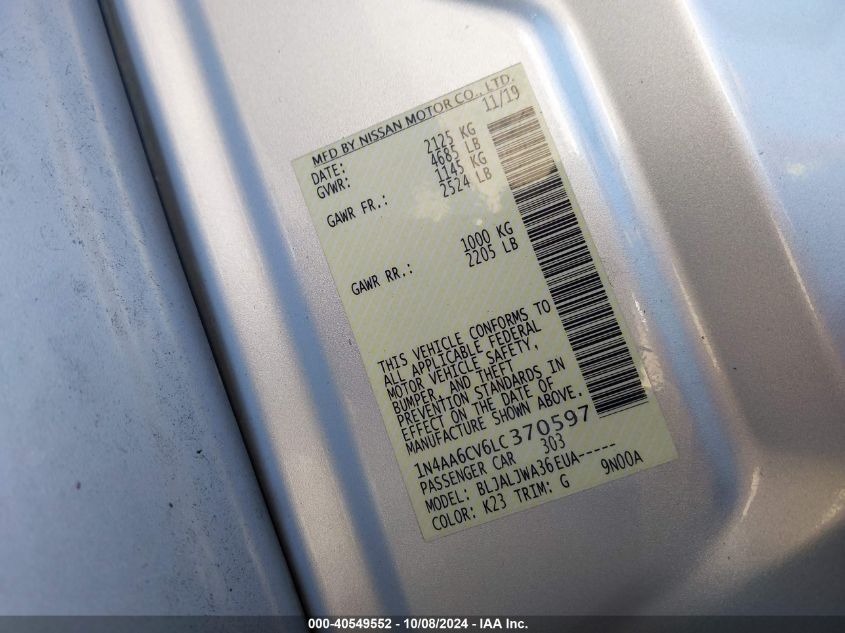 MFD BY NISSAN MOTOR CO., LTD.
DATE: 11/19
GVWR: 2125 KG
4685 LB
GAWR FR.: 1145 KG
2524 LB
GAWR RR.: 1000 KG
2205 LB
THIS VEHICLE CONFORMS TO
ALL APPLICABLE FEDERAL
MOTOR VEHICLE SAFETY,
BUMPER, AND THEFT
PREVENTION STANDARDS IN
EFFECT ON THE DATE OF
MANUFACTURE SHOWN ABOVE.
1N4AA6CV6LC370597
PASSENGER CAR 303
MODEL: BLJALJWA36EUA-----
COLOR: K23 TRIM: G 9N00A
000-40549552 - 10/08/2024 - IAA Inc.